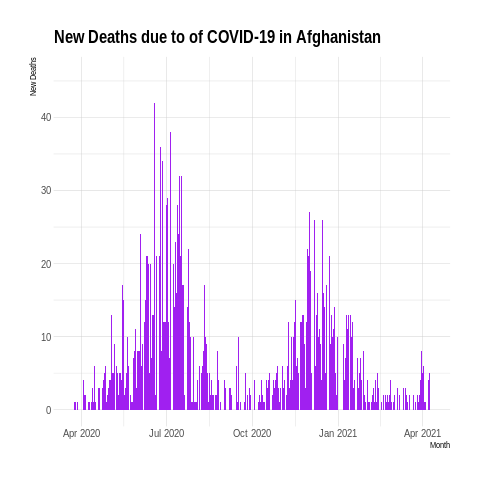 New Deaths due to of COVID-19 in Afghanistan
New Deaths
40
30
20
10
0
Apr 2020 Jul 2020 Oct 2020 Jan 2021 Apr 2021
Month